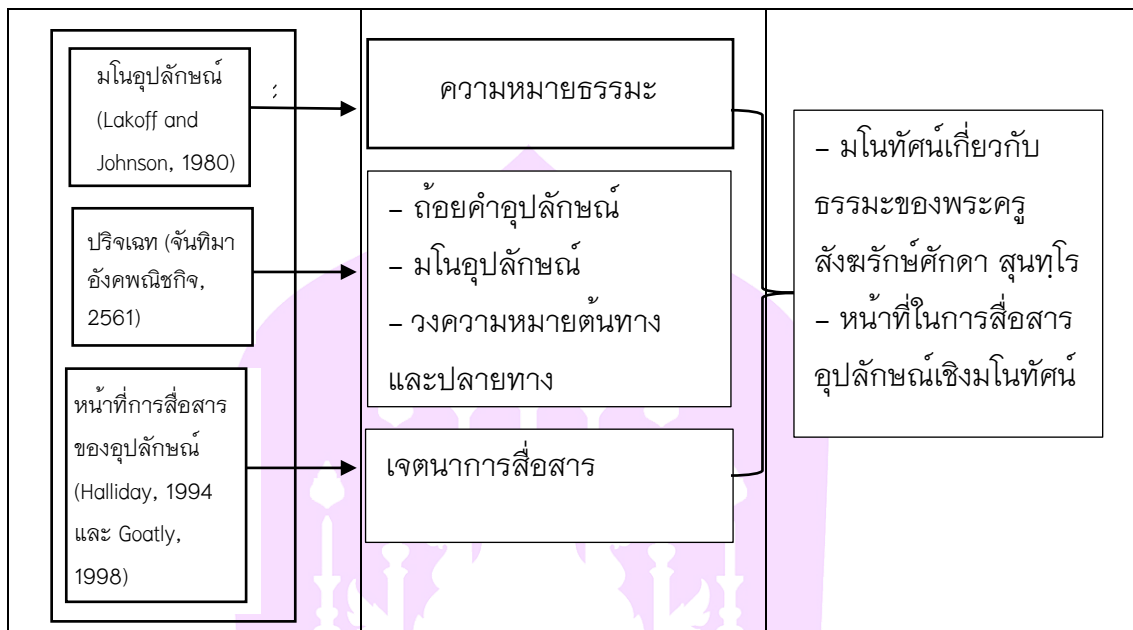 มโนอุปลักษณ์
(Lakoff and
Johnson, 1980)
ปริจเฉท (จันทิมา
อังคพณิชกิจ,
2561)
หน้าที่การสื่อสาร
ของอุปลักษณ์
(Halliday, 1994
และ Goatly,
1998)
ความหมายธรรมะ
– ถ้อยคำอุปลักษณ์
– มโนอุปลักษณ์
– วงความหมายต้นทาง
และปลายทาง
เจตนาการสื่อสาร
– มโนทัศน์เกี่ยวกับ
ธรรมะของพระครู
สังฆรักษ์ศักดา สุนฺทโร
– หน้าที่ในการสื่อสาร
อุปลักษณ์เชิงมโนทัศน์